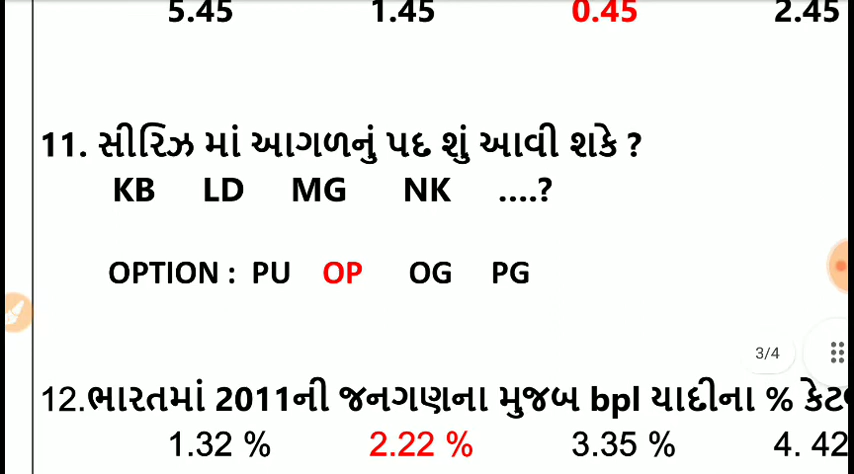 5.45 1.45 0.45 2.45
11. સીરિઝ માં આગળનું પદ શું આવી શકે ?
KB LD MG NK ....?
OPTION : PU OP OG PG
3/4
12.ભારતમાં 2011ની જનગણના મુજબ bpl યાદીના %
1.32 % 2.22 % 3.35 % 4. 42